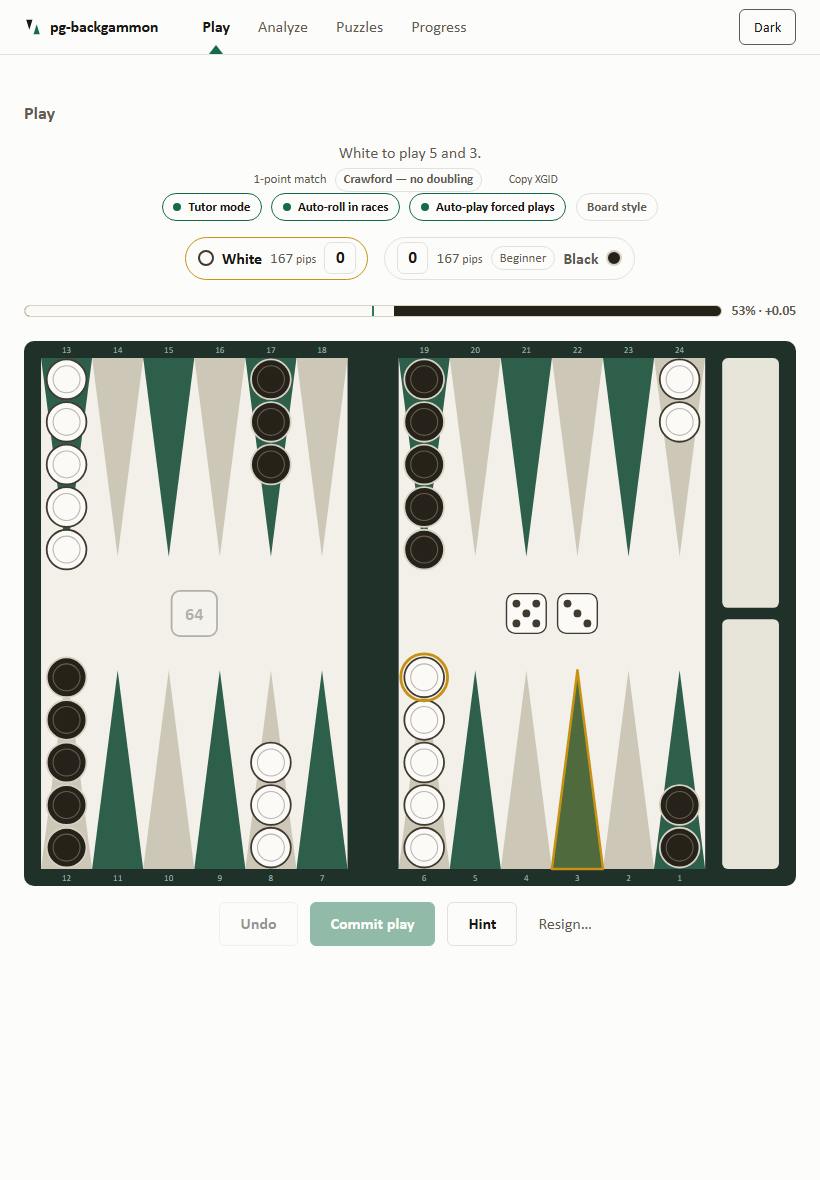 pg-backgammon Play Analyze Puzzles Progress Dark
Play
White to play 5 and 3.
1-point match Crawford — no doubling Copy XGID
Tutor mode Auto-roll in races Auto-play forced plays Board style
White 167 pips 0 0 167 pips Beginner Black
53% · +0.05
13 14 15 16 17 18 19 20 21 22 23 24
64
12 11 10 9 8 7 6 5 4 3 2 1
Undo Commit play Hint Resign...